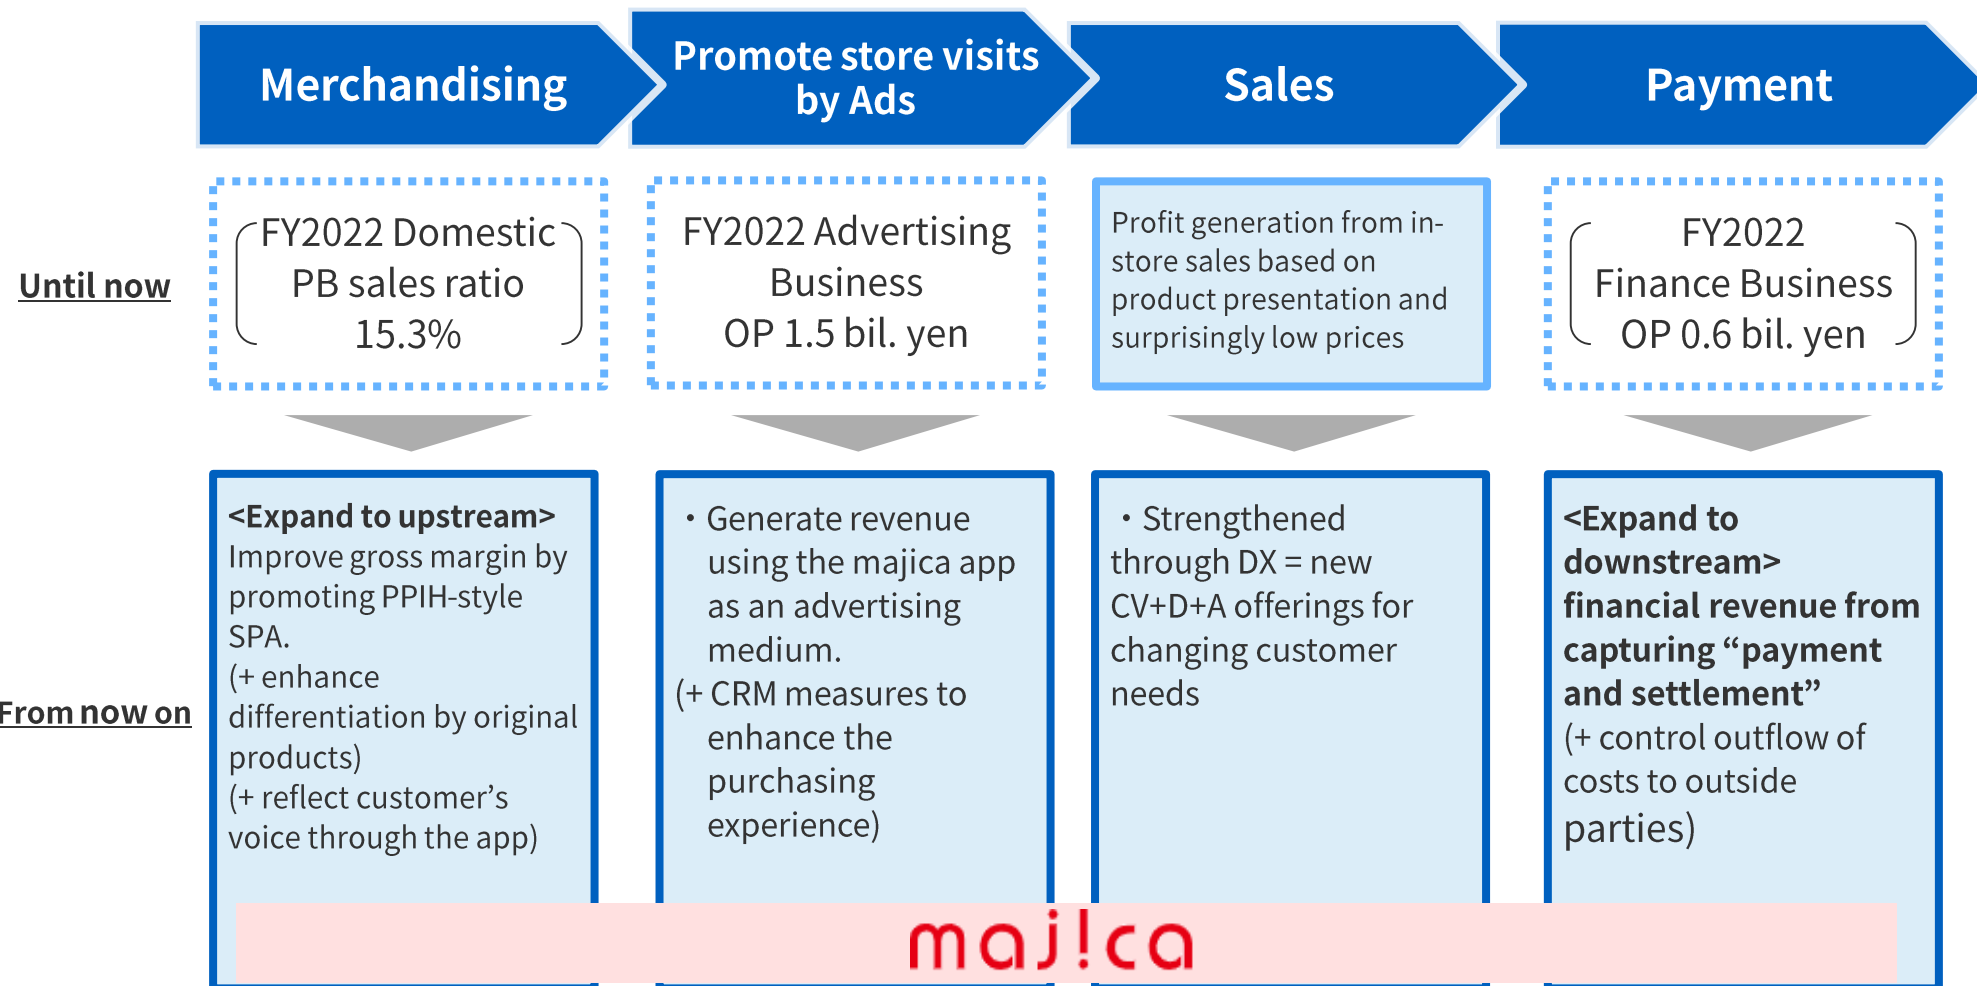 Merchandising
Promote store visits
by Ads
Sales
Payment
Until now
FY2022 Domestic
PB sales ratio
15.3%
FY2022 Advertising
Business
OP 1.5 bil. yen
Profit generation from in-
store sales based on
product presentation and
surprisingly low prices
FY2022
Finance Business
OP 0.6 bil. yen
From now on
<Expand to upstream>
Improve gross margin by
promoting PPIH-style
SPA.
(+ enhance
differentiation by original
products)
(+ reflect customer’s
voice through the app)
・Generate revenue
using the majica app
as an advertising
medium.
(+ CRM measures to
enhance the
purchasing
experience)
・Strengthened
through DX = new
CV+D+A offerings for
changing customer
needs
<Expand to
downstream>
financial revenue from
capturing “payment
and settlement”
(+ control outflow of
costs to outside
parties)
maj!ca